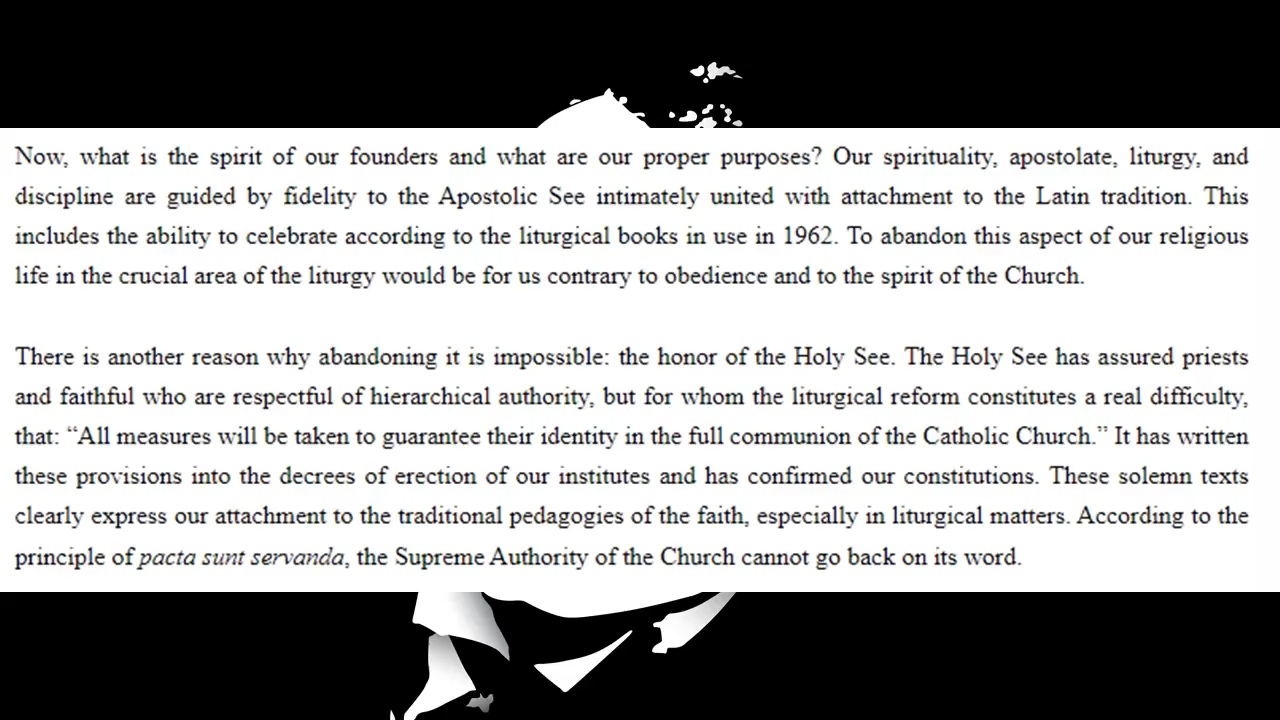 Now, what is the spirit of our founders and what are our proper purposes? Our spirituality, apostolate, liturgy, and
discipline are guided by fidelity to the Apostolic See intimately united with attachment to the Latin tradition. This
includes the ability to celebrate according to the liturgical books in use in 1962. To abandon this aspect of our religious
life in the crucial area of the liturgy would be for us contrary to obedience and to the spirit of the Church.
There is another reason why abandoning it is impossible: the honor of the Holy See. The Holy See has assured priests
and faithful who are respectful of hierarchical authority, but for whom the liturgical reform constitutes a real difficulty,
that: “All measures will be taken to guarantee their identity in the full communion of the Catholic Church.” It has written
these provisions into the decrees of erection of our institutes and has confirmed our constitutions. These solemn texts
clearly express our attachment to the traditional pedagogies of the faith, especially in liturgical matters. According to the
principle of pacta sunt servanda, the Supreme Authority of the Church cannot go back on its word.